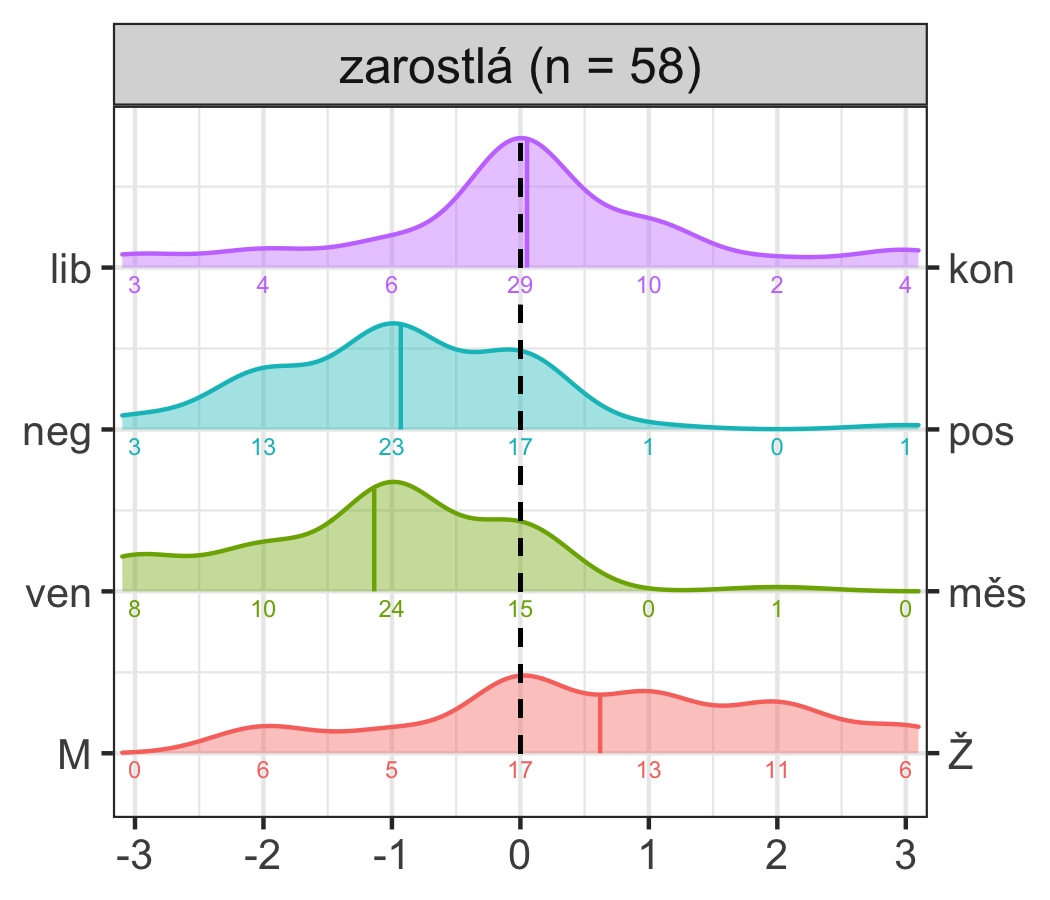 zarostlá (n = 58)
lib kon
3 4 6 29 10 2 4
neg pos
3 13 23 17 1 0 1
ven měs
8 10 24 15 0 1 0
M Ž
0 6 5 17 13 11 6
-3 -2 -1 0 1 2 3